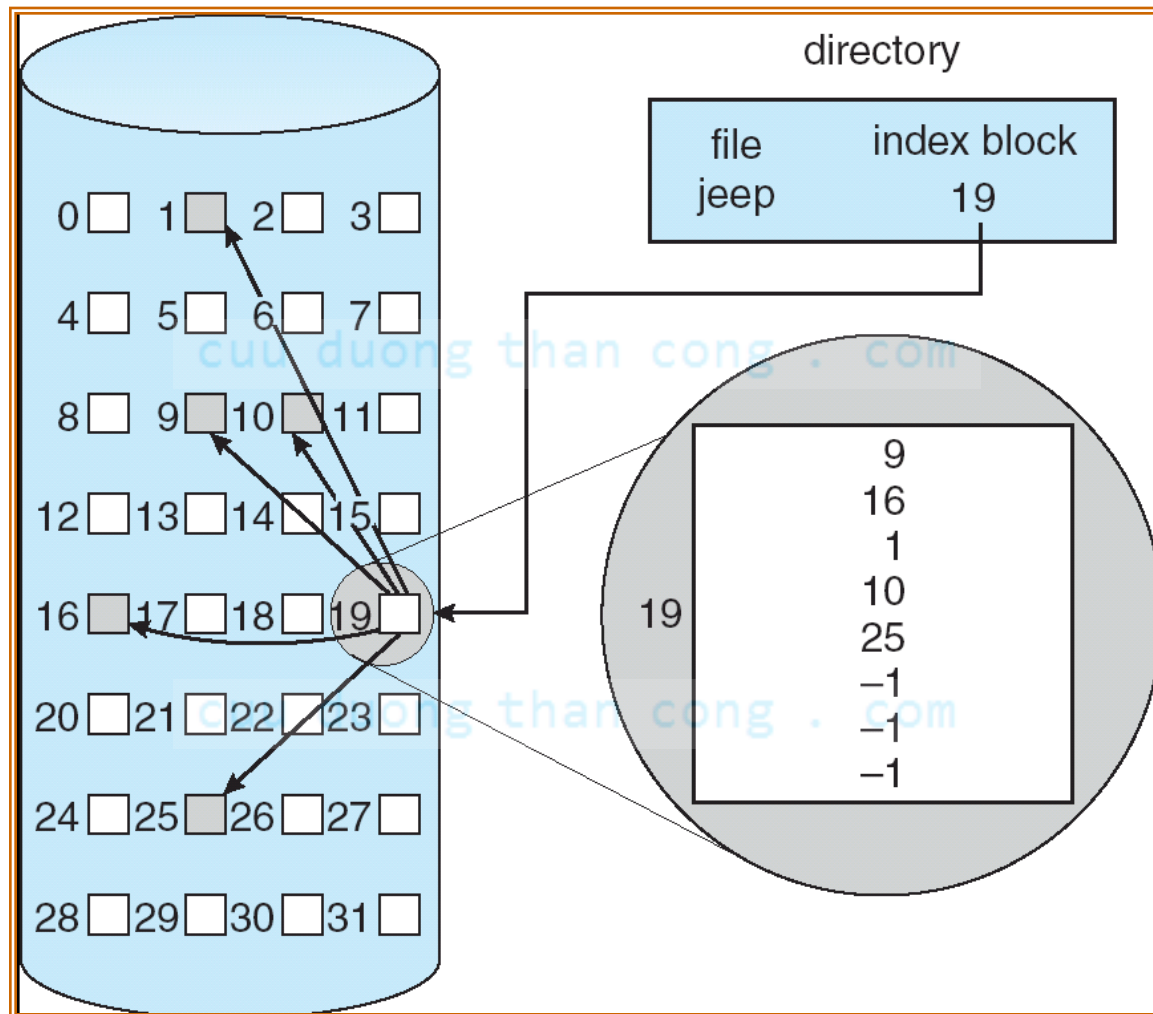 directory
file index block
jeep 19
0 1 2 3
4 5 6 7
cuu duong than cong . com
8 9 10 11
12 13 14 15
16 17 18 19
20 21 22 23
cuu duong than cong . com
24 25 26 27
28 29 30 31
19
9
16
1
10
25
–1
–1
–1